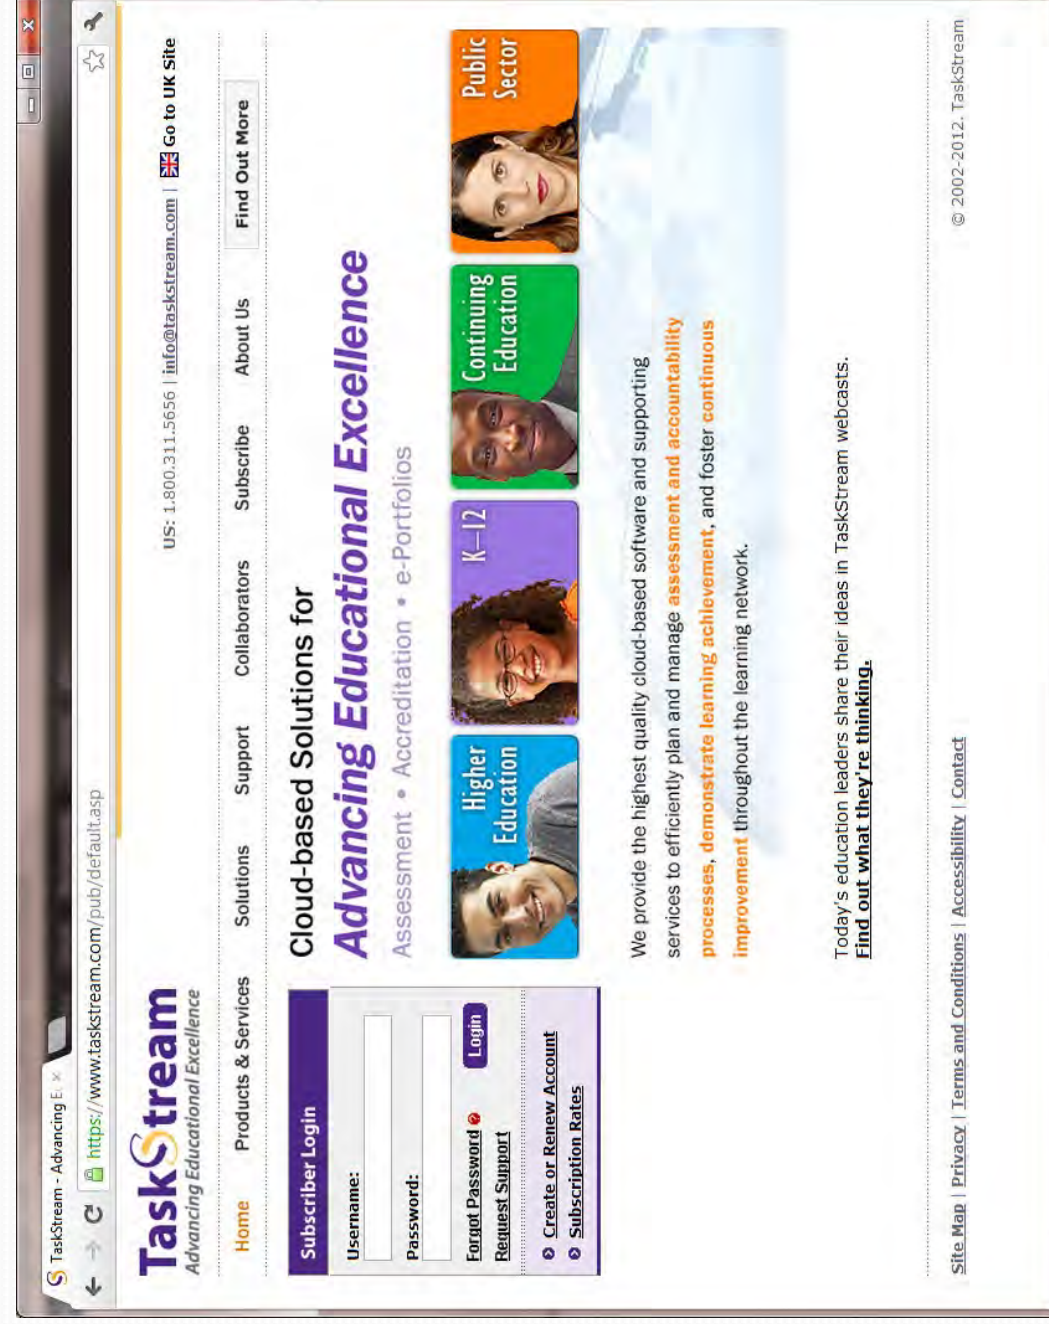 TaskStream - Advancing E
https://www.taskstream.com/pub/default.asp
TaskStream
Advancing Educational Excellence
US: 1.800.311.5656 | info@taskstream.com | Go to UK Site
Home Products & Services Solutions Support Collaborators Subscribe About Us Find Out More
Subscriber Login
Username:
Password:
Forgot Password ?
Login
Request Support
Create or Renew Account
Subscription Rates
Cloud-based Solutions for
Advancing Educational Excellence
Assessment • Accreditation • e-Portfolios
Higher
Education
K–12
Continuing
Education
Public
Sector
We provide the highest quality cloud-based software and supporting
services to efficiently plan and manage assessment and accountability
processes, demonstrate learning achievement, and foster continuous
improvement throughout the learning network.
Today's education leaders share their ideas in TaskStream webcasts.
Find out what they're thinking.
Site Map | Privacy | Terms and Conditions | Accessibility | Contact
© 2002-2012. TaskStream